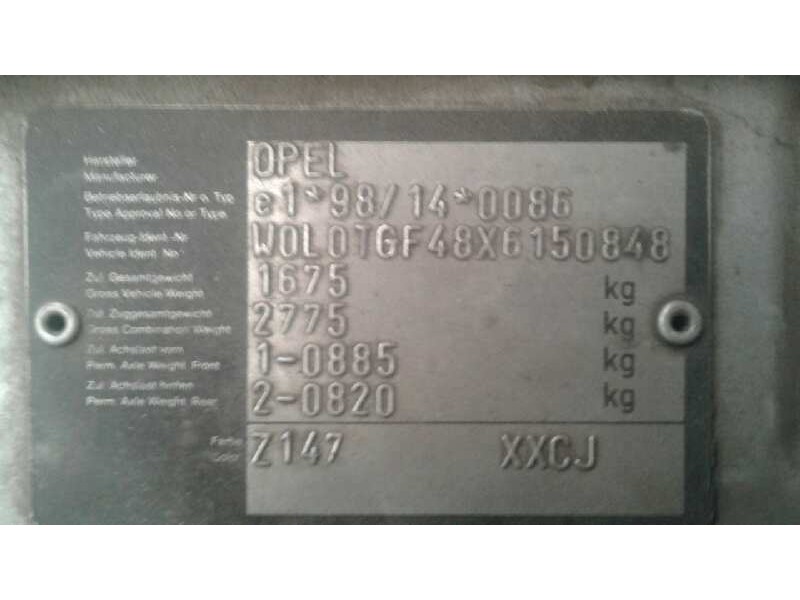 Hersteller OPEL
Manufacturer
Betriebserlaubnis-Nr o. Typ e1*98/14*0086
Type Approval No. or Type
Fahrzeug-Ident.-Nr W0L0TGF48X6150848
Vehicle Ident. No
Zul. Gesamtgewicht 1675 kg
Gross Vehicle Weight
Zul. Zuggesamtgewicht 2775 kg
Gross Combination Weight
Zul. Achslast vorn 1-0885 kg
Perm. Axle Weight, Front
Zul. Achslast hinten 2-0820 kg
Perm. Axle Weight, Rear
Farbe Z147 XXCJ
Color